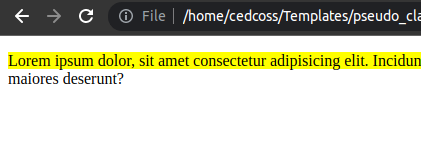 File /home/cedcoss/Templates/pseudo_cla
Lorem ipsum dolor, sit amet consectetur adipisicing elit. Incidun
maiores deserunt?